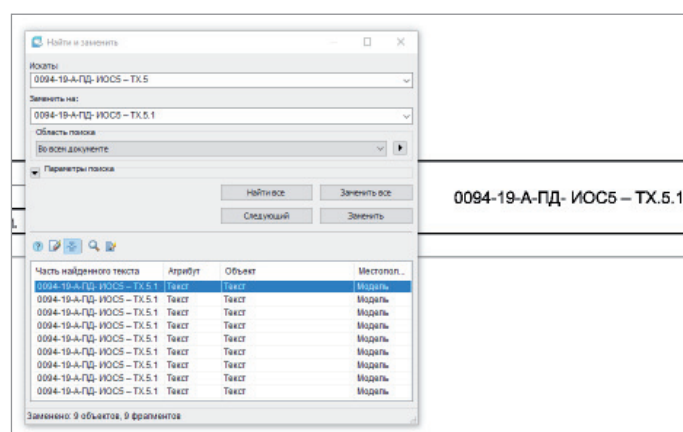 Найти и заменить
Искать:
0094-19-А-ПД- ИОС5 – ТХ.5
Заменить на:
0094-19-А-ПД- ИОС5 – ТХ.5.1
Область поиска
Во всем документе
Параметры поиска
Найти все Заменить все
Следующий Заменить
0094-19-А-ПД- ИОС5 – ТХ.5.1
Часть найденного текста Атрибут Объект Местопол...
0094-19-А-ПД- ИОС5 – ТХ.5.1 Текст Текст Модель
0094-19-А-ПД- ИОС5 – ТХ.5.1 Текст Текст Модель
0094-19-А-ПД- ИОС5 – ТХ.5.1 Текст Текст Модель
0094-19-А-ПД- ИОС5 – ТХ.5.1 Текст Текст Модель
0094-19-А-ПД- ИОС5 – ТХ.5.1 Текст Текст Модель
0094-19-А-ПД- ИОС5 – ТХ.5.1 Текст Текст Модель
0094-19-А-ПД- ИОС5 – ТХ.5.1 Текст Текст Модель
0094-19-А-ПД- ИОС5 – ТХ.5.1 Текст Текст Модель
0094-19-А-ПД- ИОС5 – ТХ.5.1 Текст Текст Модель
Заменено: 9 объектов, 9 фрагментов